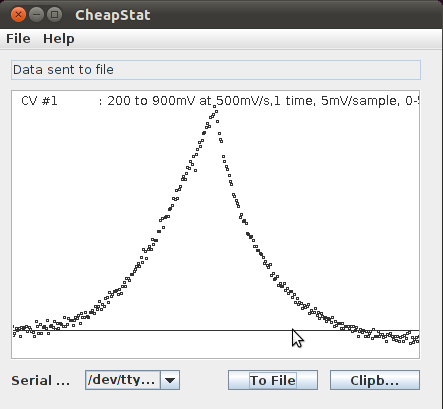 CheapStat
File Help
Data sent to file
CV #1 : 200 to 900mV at 500mV/s,1 time, 5mV/sample, 0-5
Serial ... /dev/tty... To File Clipb...